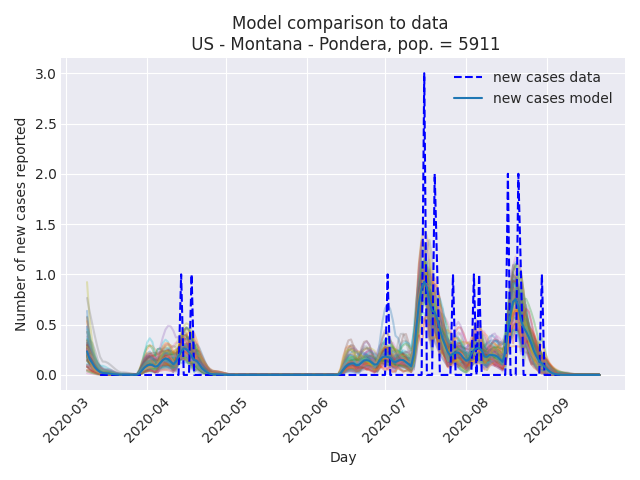 Model comparison to data
US - Montana - Pondera, pop. = 5911
new cases data
new cases model
Number of new cases reported
3.0
2.5
2.0
1.5
1.0
0.5
0.0
2020-03
2020-04
2020-05
2020-06
2020-07
2020-08
2020-09
Day